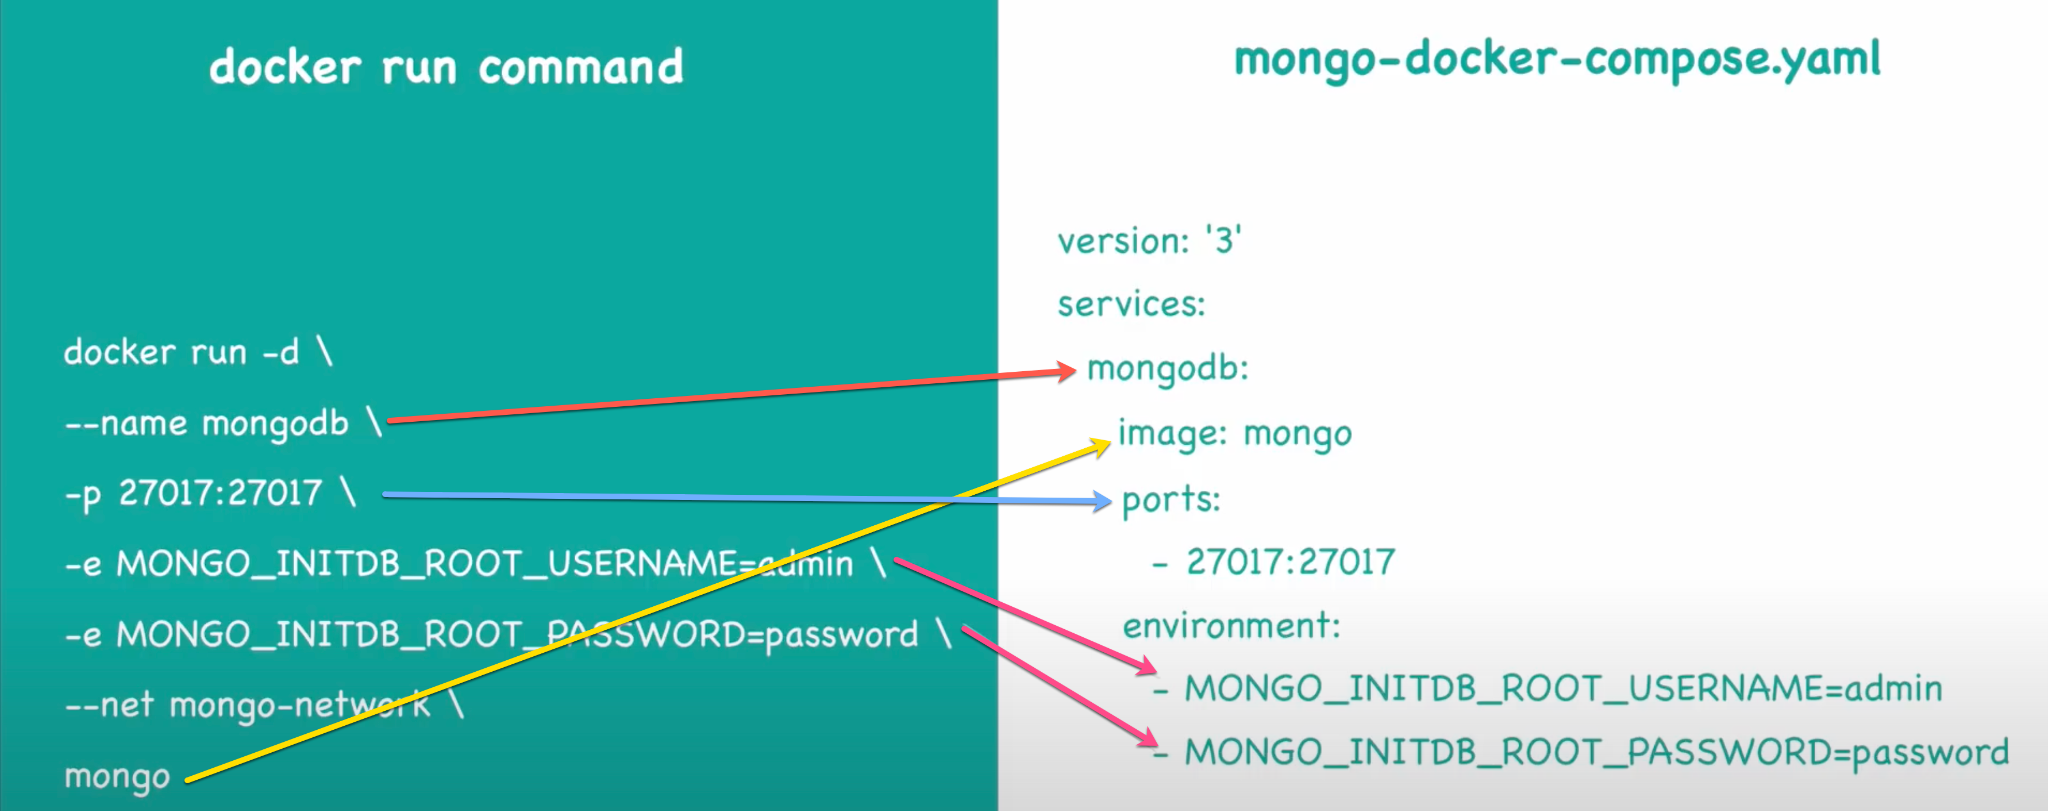 docker run command
docker run -d \
--name mongodb \
-p 27017:27017 \
-e MONGO_INITDB_ROOT_USERNAME=admin \
-e MONGO_INITDB_ROOT_PASSWORD=password \
--net mongo-network \
mongo
mongo-docker-compose.yaml
version: '3'
services:
mongodb:
image: mongo
ports:
- 27017:27017
environment:
- MONGO_INITDB_ROOT_USERNAME=admin
- MONGO_INITDB_ROOT_PASSWORD=password